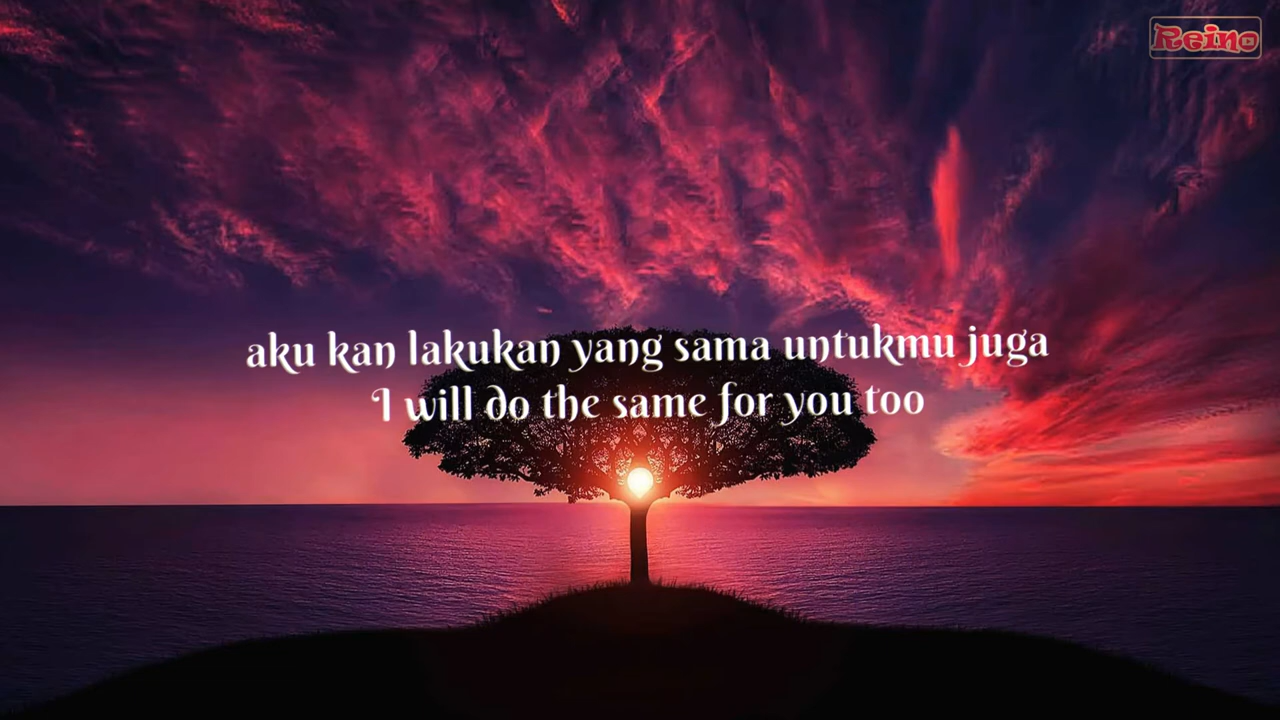 Reino
aku kan lakukan yang sama untukmu juga
I will do the same for you too